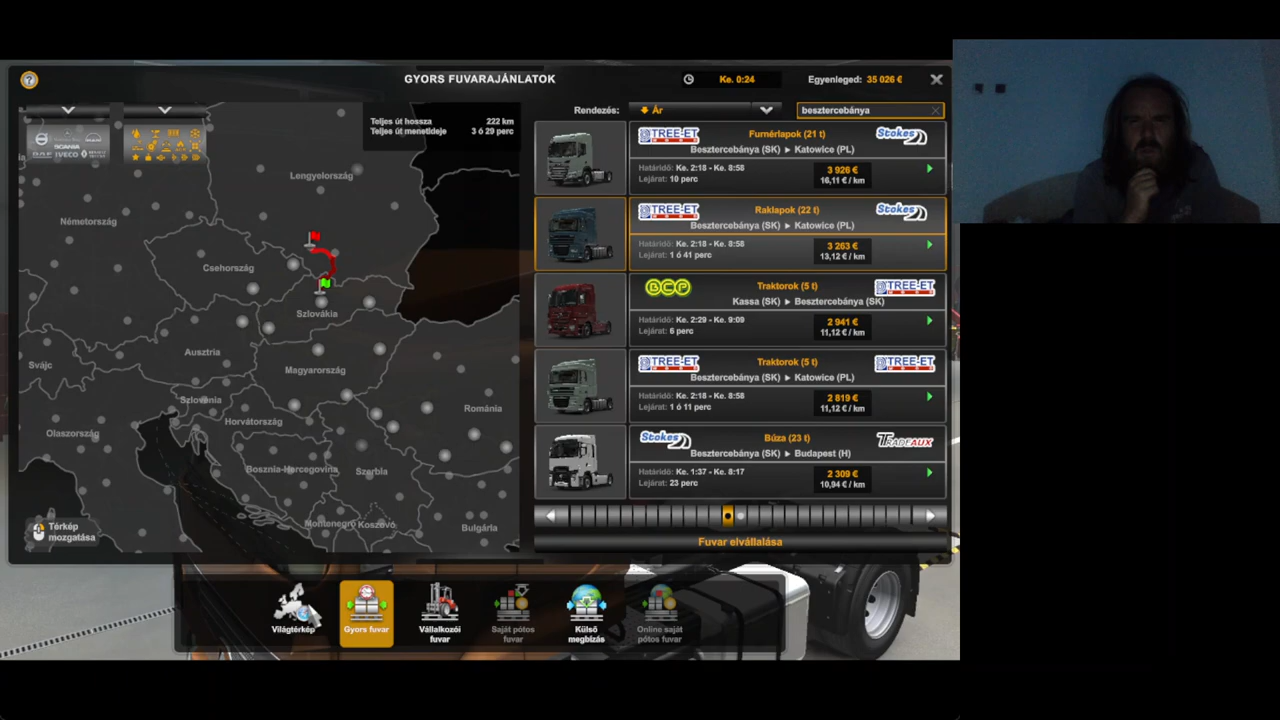 GYORS FUVARAJÁNLATOK
Ke. 0:24
Egyenleged: 35 026 €
Teljes út hossza 222 km
Teljes út menetideje 3 ó 29 perc
Rendezés: Ár
besztercebánya
SCANIA
IVECO
Lengyelország
Németország
Csehország
Szlovákia
Ausztria
Svájc
Magyarország
Szlovénia
Románia
Horvátország
Olaszország
Bosznia-Hercegovina
Szerbia
Montenegró
Koszovó
Bulgária
Térkép
mozgatása
TREE-ET
Furnérlapok (21 t)
Stokes
Besztercebánya (SK) ▶ Katowice (PL)
Határidő: Ke. 2:18 - Ke. 8:58
Lejárat: 10 perc
3 926 €
16,11 € / km
TREE-ET
Raklapok (22 t)
Stokes
Besztercebánya (SK) ▶ Katowice (PL)
Határidő: Ke. 2:18 - Ke. 8:58
Lejárat: 1 ó 41 perc
3 263 €
13,12 € / km
BCP
Traktorok (5 t)
TREE-ET
Kassa (SK) ▶ Besztercebánya (SK)
Határidő: Ke. 2:29 - Ke. 9:09
Lejárat: 6 perc
2 941 €
11,12 € / km
TREE-ET
Traktorok (5 t)
TREE-ET
Besztercebánya (SK) ▶ Katowice (PL)
Határidő: Ke. 2:18 - Ke. 8:58
Lejárat: 1 ó 11 perc
2 819 €
11,12 € / km
Stokes
Búza (23 t)
TRADEAUX
Besztercebánya (SK) ▶ Budapest (H)
Határidő: Ke. 1:37 - Ke. 8:17
Lejárat: 23 perc
2 309 €
10,94 € / km
Fuvar elvállalása
Világtérkép
Gyors fuvar
Vállalkozói
fuvar
Saját pótos
fuvar
Külső
megbízás
Online saját
pótos fuvar